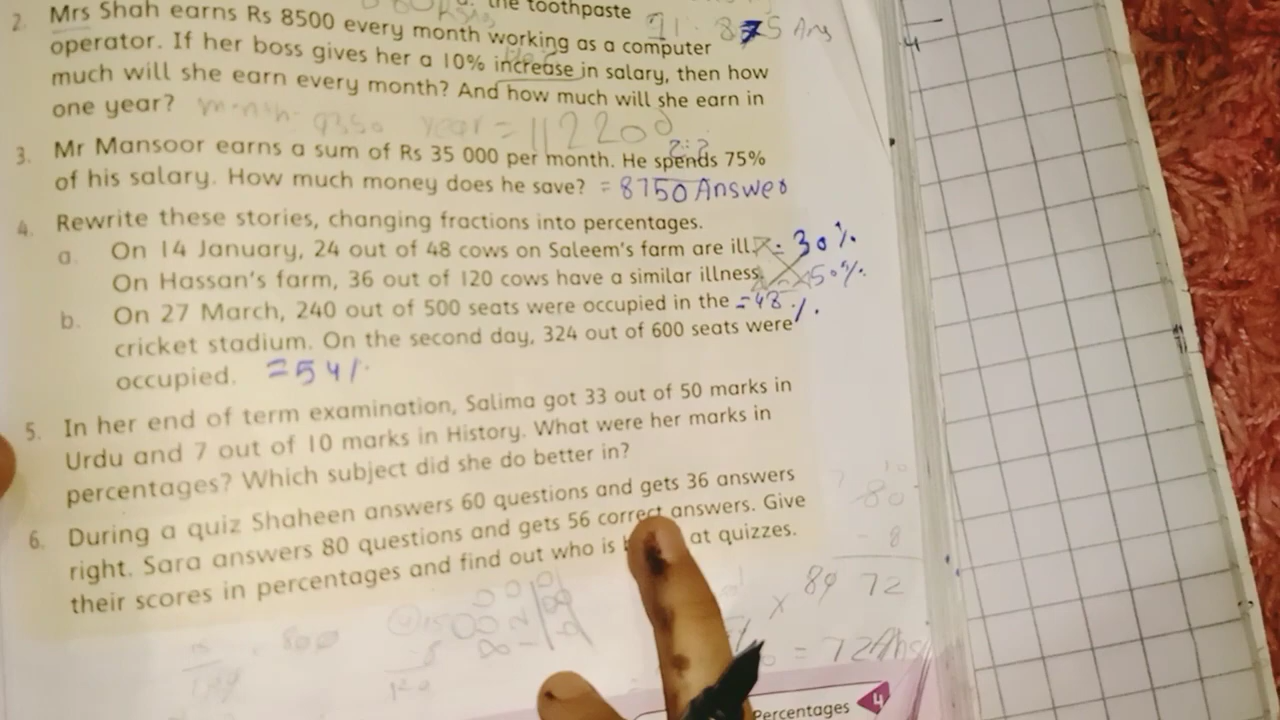 the toothpaste
2. Mrs Shah earns Rs 8500 every month working as a computer
operator. If her boss gives her a 10% increase in salary, then how
much will she earn every month? And how much will she earn in
one year? month- 9350 year = 112200
3. Mr Mansoor earns a sum of Rs 35 000 per month. He spends 75%
of his salary. How much money does he save? = 8750 Answer
4. Rewrite these stories, changing fractions into percentages.
a. On 14 January, 24 out of 48 cows on Saleem's farm are ill. = 30%
On Hassan's farm, 36 out of 120 cows have a similar illness. 50%
b. On 27 March, 240 out of 500 seats were occupied in the =48%
cricket stadium. On the second day, 324 out of 600 seats were
occupied. =54%
5. In her end of term examination, Salima got 33 out of 50 marks in
Urdu and 7 out of 10 marks in History. What were her marks in
percentages? Which subject did she do better in?
6. During a quiz Shaheen answers 60 questions and gets 36 answers
right. Sara answers 80 questions and gets 56 correct answers. Give
their scores in percentages and find out who is at quizzes.
80
- 8
72
= 72 Ans
Percentages 4